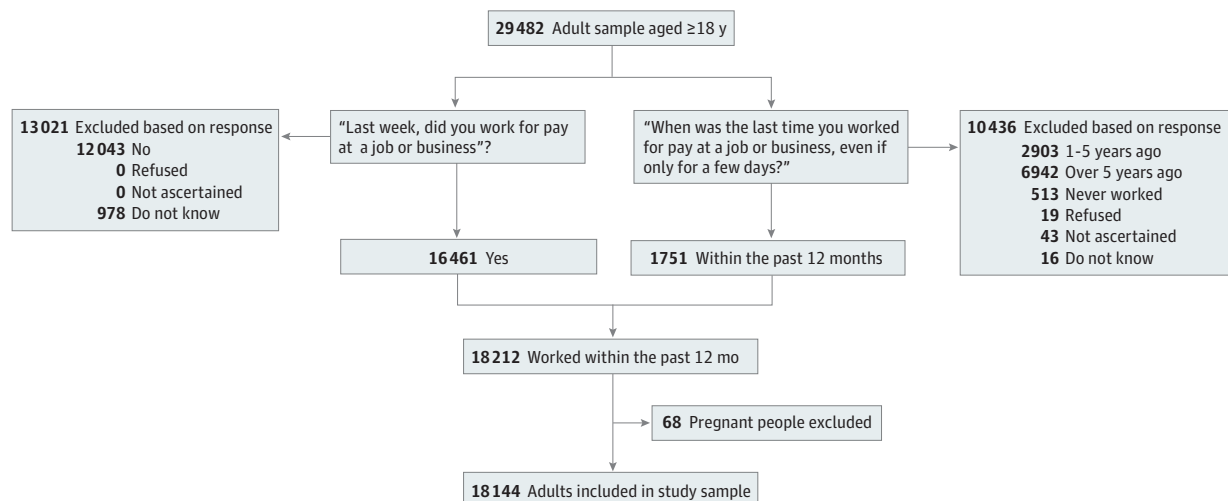 29482 Adult sample aged ≥18 y
13021 Excluded based on response
12043 No
0 Refused
0 Not ascertained
978 Do not know
“Last week, did you work for pay
at a job or business”?
“When was the last time you worked
for pay at a job or business, even if
only for a few days?”
10436 Excluded based on response
2903 1-5 years ago
6942 Over 5 years ago
513 Never worked
19 Refused
43 Not ascertained
16 Do not know
16461 Yes
1751 Within the past 12 months
18212 Worked within the past 12 mo
68 Pregnant people excluded
18144 Adults included in study sample